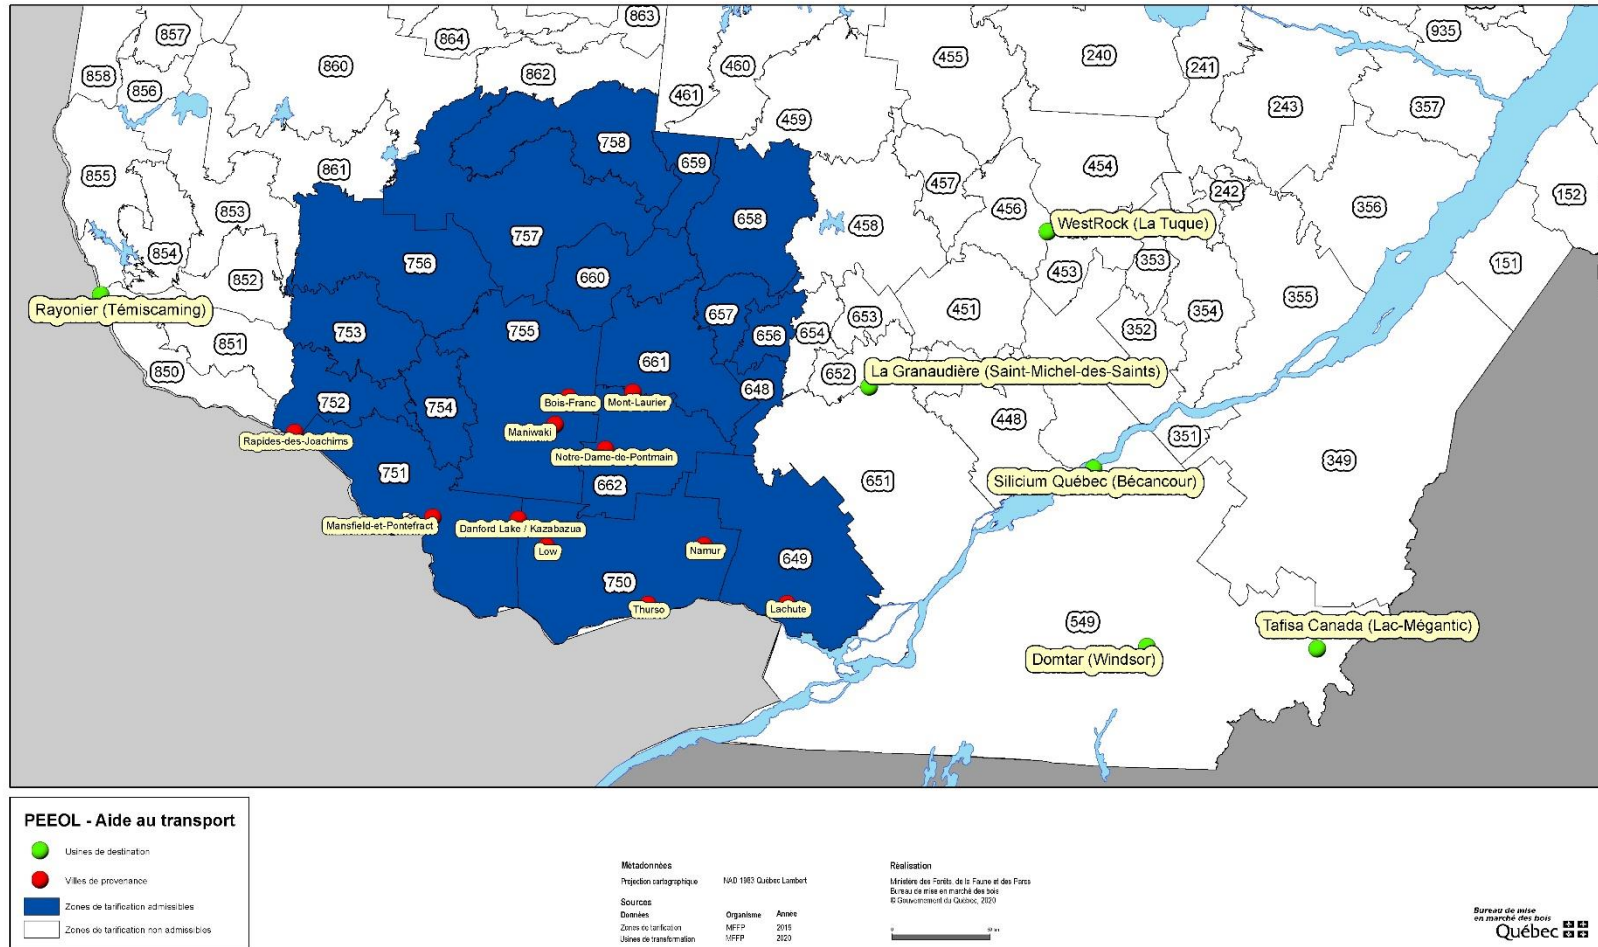 863
857
864
935
860
455
240
241
858
862
460
856
461
243
357
459
758
659
454
861
855
457
242
152
853
456
356
658
458
WestRock (La Tuque)
757
854
756
353
151
453
660
852
355
Rayonier (Témiscaming)
657
653
451
354
753
755
654
352
656
851
661
850
652
La Granaudière (Saint-Michel-des-Saints)
648
752
754
Bois-Franc
Mont-Laurier
448
Maniwaki
351
Rapides-des-Joachims
Notre-Dame-de-Pontmain
349
751
651
662
Silicium Québec (Bécancour)
Mansfield-et-Pontefract
Danford Lake / Kazabazua
Low
Namur
649
750
Thurso
Lachute
549
Tafisa Canada (Lac-Mégantic)
Domtar (Windsor)
PEEOL - Aide au transport
Usines de destination
Villes de provenance
Zones de tarification admissibles
Zones de tarification non admissibles
Métadonnées
Projection cartographique NAD 1983 Québec Lambert
Sources
Données Organisme Année
Zones de tarification MFFP 2019
Usines de transformation MFFP 2020
Réalisation
Ministère des Forêts, de la Faune et des Parcs
Bureau de mise en marché des bois
© Gouvernement du Québec, 2020
0
Bureau de mise
en marché des bois
Québec